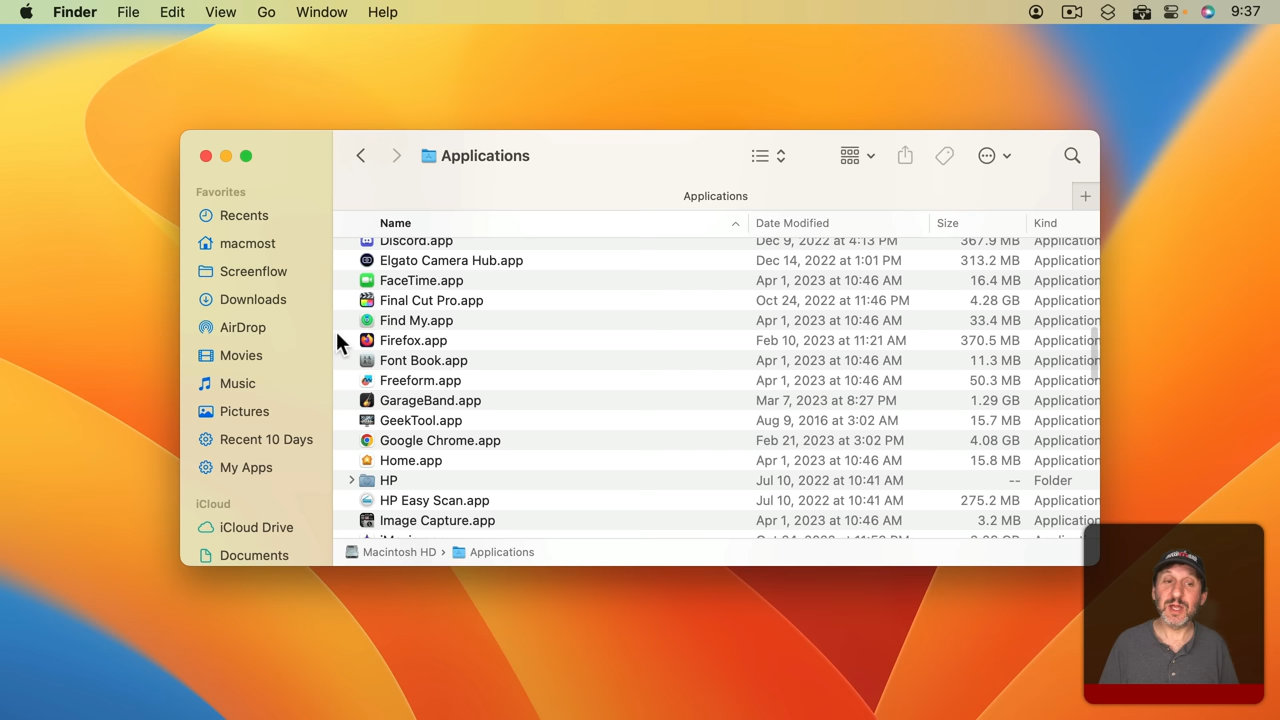 Finder File Edit View Go Window Help 9:37
Applications
Applications
Favorites
Recents
macmost
Screenflow
Downloads
AirDrop
Movies
Music
Pictures
Recent 10 Days
My Apps
iCloud
iCloud Drive
Documents
Name Date Modified Size Kind
Discord.app Dec 9, 2022 at 4:13 PM 367.9 MB Application
Elgato Camera Hub.app Dec 14, 2022 at 1:01 PM 313.2 MB Application
FaceTime.app Apr 1, 2023 at 10:46 AM 16.4 MB Application
Final Cut Pro.app Oct 24, 2022 at 11:46 PM 4.28 GB Application
Find My.app Apr 1, 2023 at 10:46 AM 33.4 MB Application
Firefox.app Feb 10, 2023 at 11:21 AM 370.5 MB Application
Font Book.app Apr 1, 2023 at 10:46 AM 11.3 MB Application
Freeform.app Apr 1, 2023 at 10:46 AM 50.3 MB Application
GarageBand.app Mar 7, 2023 at 8:27 PM 1.29 GB Application
GeekTool.app Aug 9, 2016 at 3:02 AM 15.7 MB Application
Google Chrome.app Feb 21, 2023 at 3:02 PM 4.08 GB Application
Home.app Apr 1, 2023 at 10:46 AM 15.8 MB Application
HP Jul 10, 2022 at 10:41 AM -- Folder
HP Easy Scan.app Jul 10, 2022 at 10:41 AM 275.2 MB Application
Image Capture.app Apr 1, 2023 at 10:46 AM 3.2 MB Application
Macintosh HD › Applications